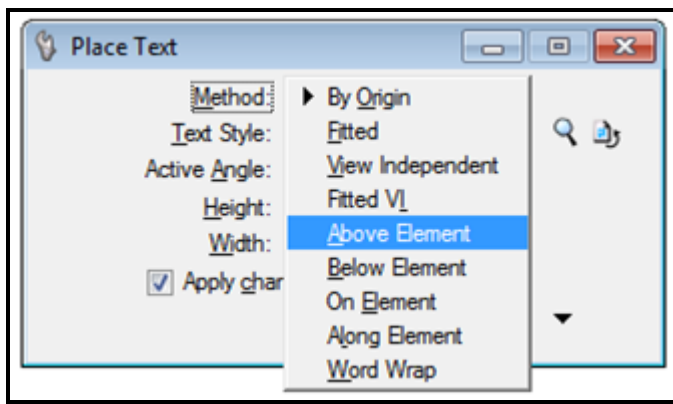 Place Text
Method:
By Origin
Text Style:
Fitted
Active Angle:
View Independent
Height:
Fitted VI
Width:
Above Element
Apply char
Below Element
On Element
Along Element
Word Wrap